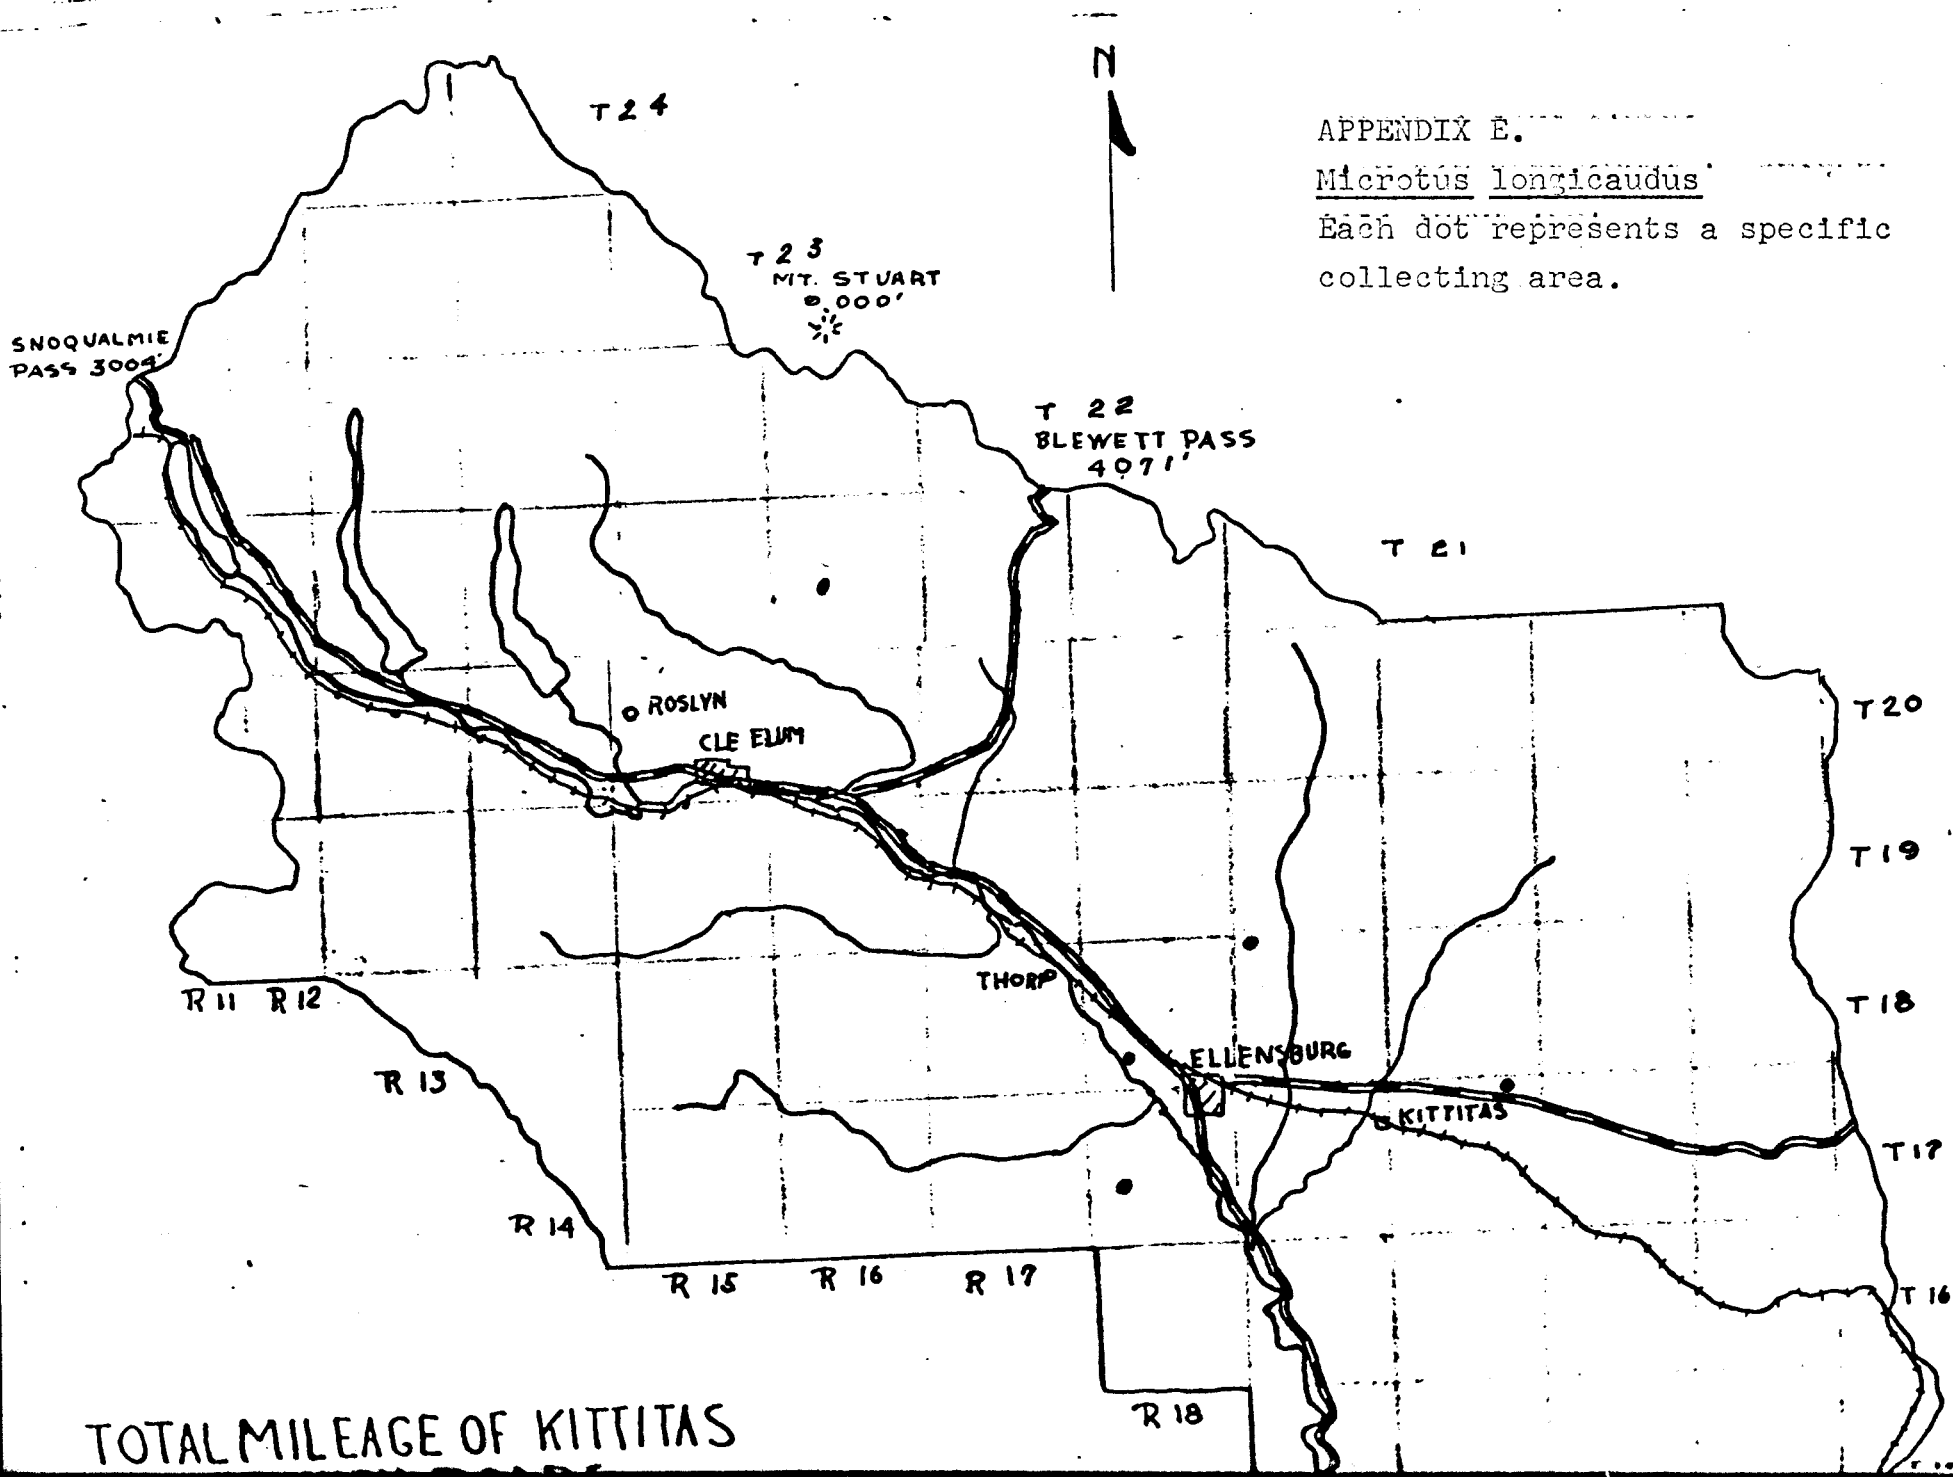 N
T 24
APPENDIX E.
Microtus longicaudus
Each dot represents a specific
collecting area.
T 23
MT. STUART
000'
SNOQUALMIE
PASS 3004'
T 22
BLEWETT PASS
4071'
T 21
ROSLYN
T 20
CLE ELUM
T 19
THORP
R 11 R 12
T 18
ELLENSBURG
R 13
KITTITAS
T 17
R 14
R 15 R 16 R 17
T 16
R 18
TOTAL MILEAGE OF KITTITAS